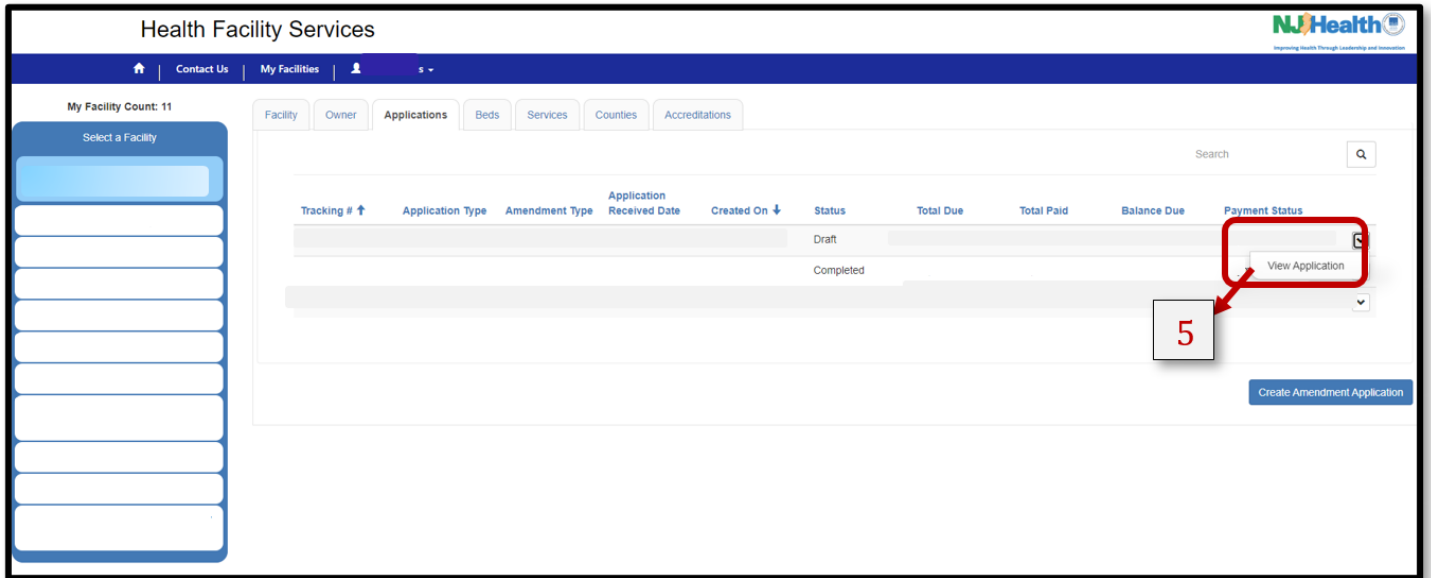 Health Facility Services
NJHealth
Improving Health Through Leadership and Innovation
Contact Us | My Facilities | s
My Facility Count: 11
Select a Facility
Facility Owner Applications Beds Services Counties Accreditations
Search
Tracking # ↑ Application Type Amendment Type Application Received Date Created On ↓ Status Total Due Total Paid Balance Due Payment Status
Draft
View Application
Completed
5
Create Amendment Application